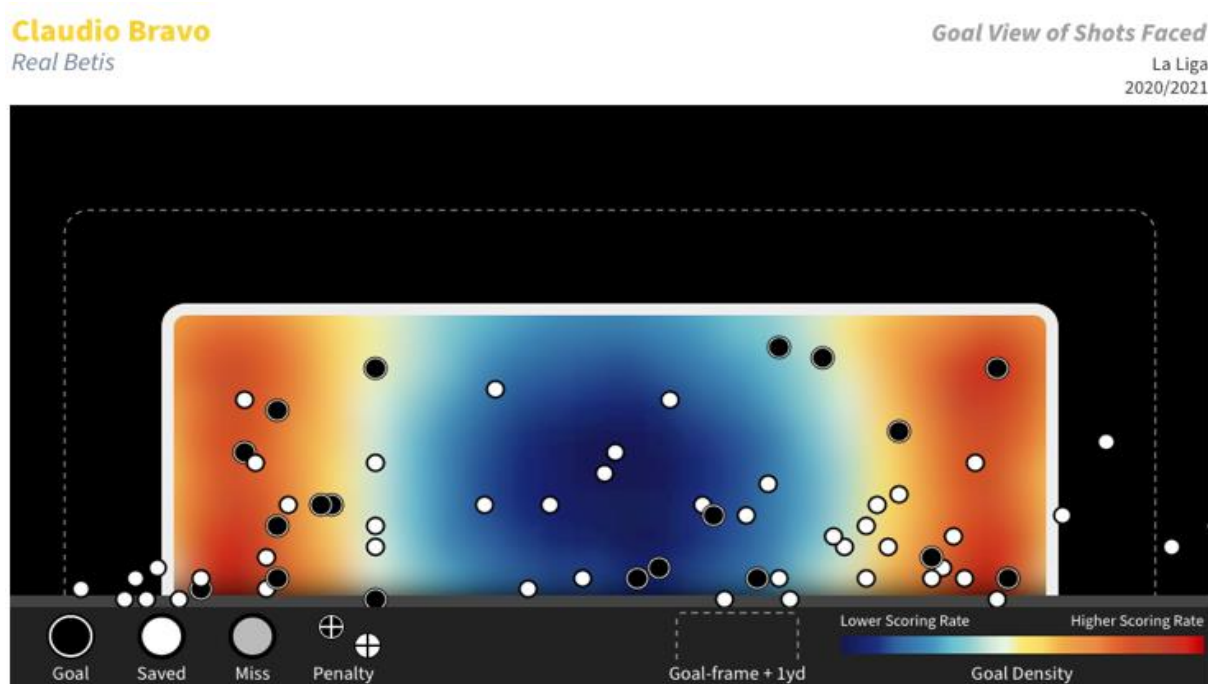 Claudio Bravo
Real Betis
Goal View of Shots Faced
La Liga
2020/2021
Goal
Saved
Miss
Penalty
Goal-frame + 1yd
Lower Scoring Rate
Higher Scoring Rate
Goal Density